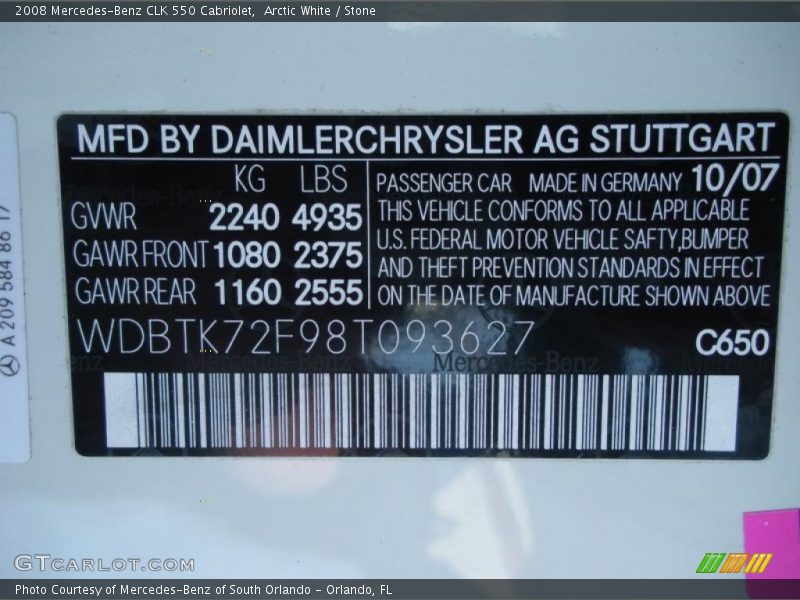 2008 Mercedes-Benz CLK 550 Cabriolet,  Arctic White / Stone
MFD BY DAIMLERCHRYSLER AG STUTTGART
KG LBS
GVWR 2240 4935
GAWR FRONT 1080 2375
GAWR REAR 1160 2555
PASSENGER CAR MADE IN GERMANY 10/07
THIS VEHICLE CONFORMS TO ALL APPLICABLE
U.S. FEDERAL MOTOR VEHICLE SAFTY,BUMPER
AND THEFT PREVENTION STANDARDS IN EFFECT
ON THE DATE OF MANUFACTURE SHOWN ABOVE
WDBTK72F98T093627
C650
Mercedes-Benz
A 209 584 86 17
GTCARLOT.COM
Photo Courtesy of Mercedes-Benz of South Orlando - Orlando, FL